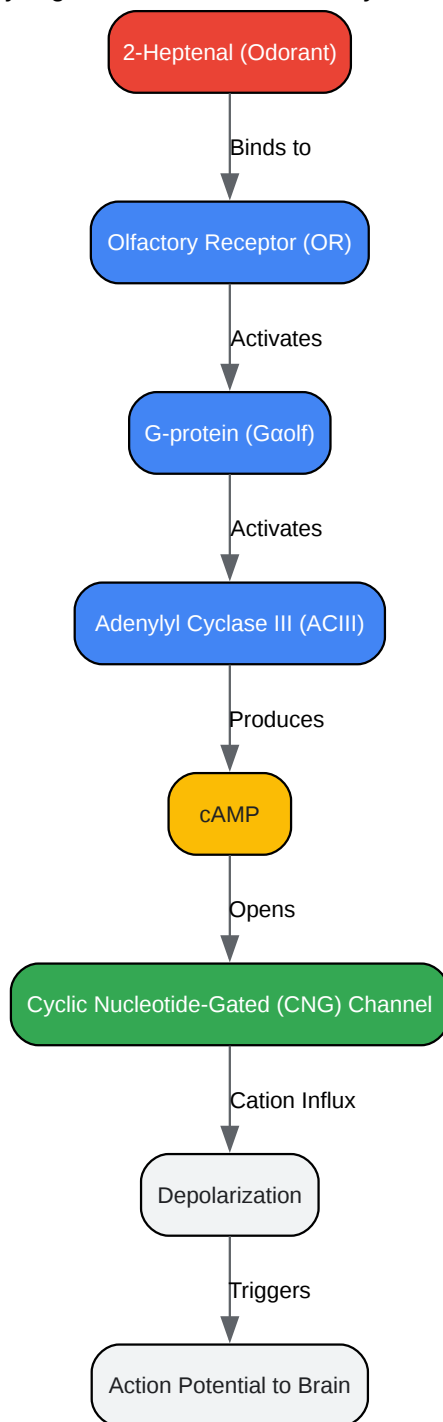 2-Heptenal (Odorant)
Binds to
Olfactory Receptor (OR)
Activates
G-protein (Gαolf)
Activates
Adenylyl Cyclase III (ACIII)
Produces
cAMP
Opens
Cyclic Nucleotide-Gated (CNG) Channel
Cation Influx
Depolarization
Triggers
Action Potential to Brain